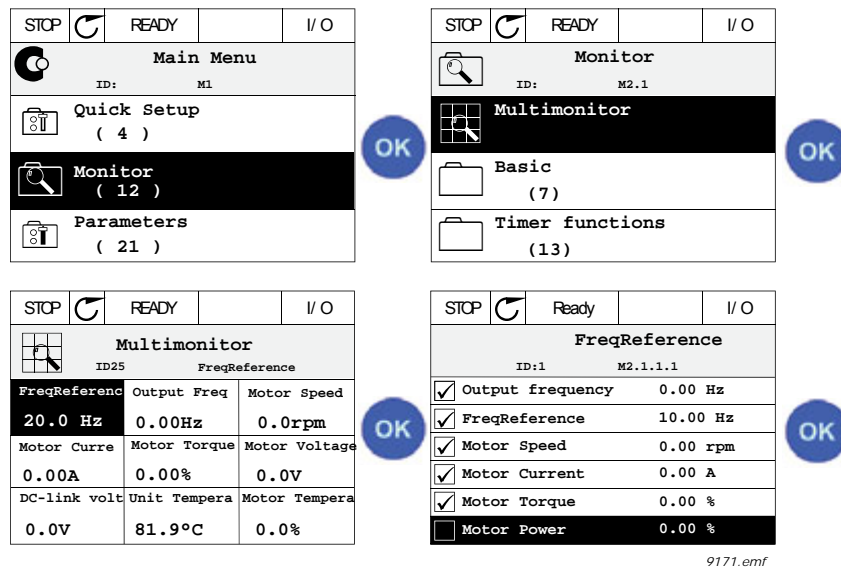 STOP READY I/O
Main Menu
ID: M1
Quick Setup
( 4 )
Monitor
( 12 )
Parameters
( 21 )
OK
STOP READY I/O
Monitor
ID: M2.1
Multimonitor
Basic
(7)
Timer functions
(13)
OK
STOP READY I/O
Multimonitor
ID25 FreqReference
FreqReferenc Output Freq Motor Speed
20.0 Hz 0.00Hz 0.0rpm
Motor Curre Motor Torque Motor Voltage
0.00A 0.00% 0.0V
DC-link volt Unit Tempera Motor Tempera
0.0V 81.9°C 0.0%
OK
STOP Ready I/O
FreqReference
ID:1 M2.1.1.1
Output frequency 0.00 Hz
FreqReference 10.00 Hz
Motor Speed 0.00 rpm
Motor Current 0.00 A
Motor Torque 0.00 %
Motor Power 0.00 %
OK
9171.emf